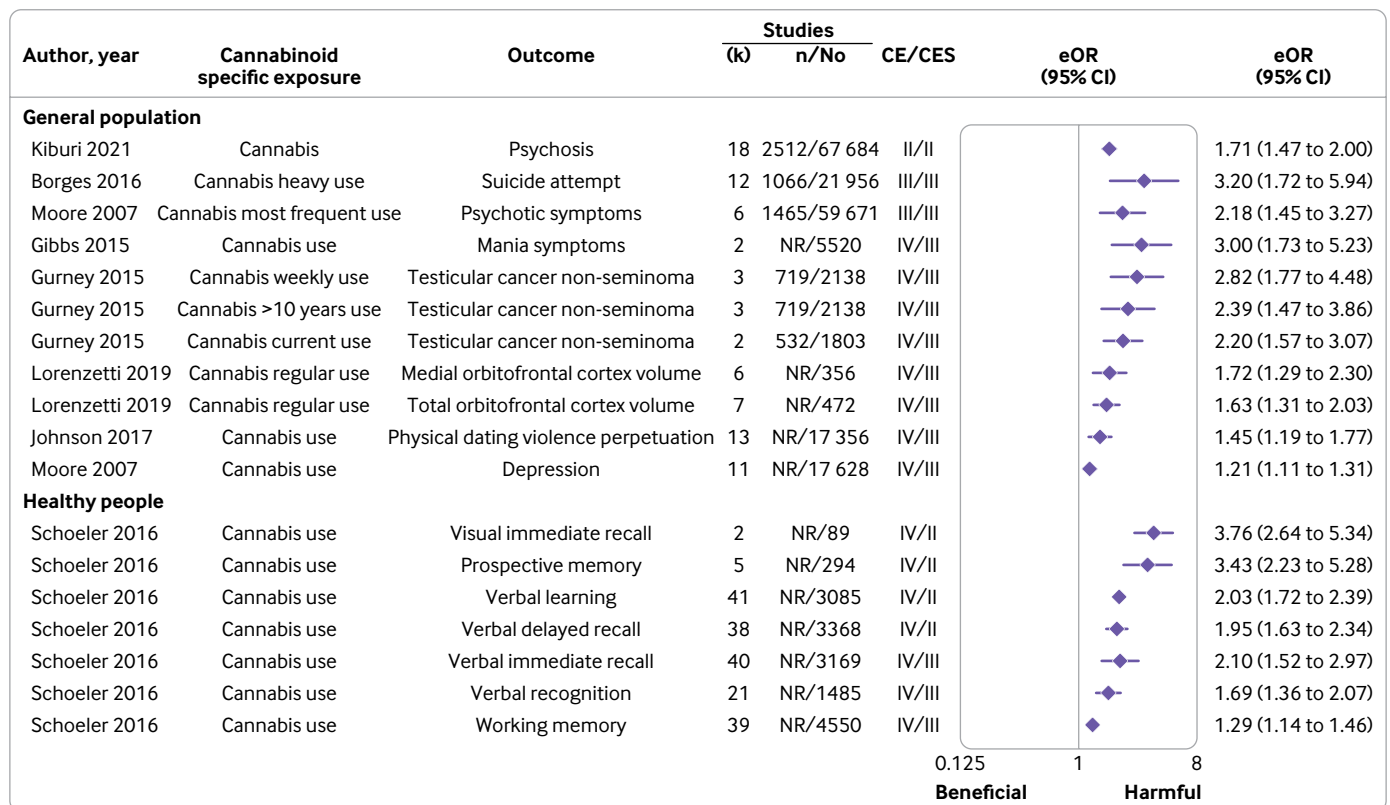 Studies
Author, year Cannabinoid specific exposure Outcome (k) n/No CE/CES eOR (95% CI) eOR (95% CI)
General population
Kiburi 2021 Cannabis Psychosis 18 2512/67 684 II/II 1.71 (1.47 to 2.00)
Borges 2016 Cannabis heavy use Suicide attempt 12 1066/21 956 III/III 3.20 (1.72 to 5.94)
Moore 2007 Cannabis most frequent use Psychotic symptoms 6 1465/59 671 III/III 2.18 (1.45 to 3.27)
Gibbs 2015 Cannabis use Mania symptoms 2 NR/5520 IV/III 3.00 (1.73 to 5.23)
Gurney 2015 Cannabis weekly use Testicular cancer non-seminoma 3 719/2138 IV/III 2.82 (1.77 to 4.48)
Gurney 2015 Cannabis >10 years use Testicular cancer non-seminoma 3 719/2138 IV/III 2.39 (1.47 to 3.86)
Gurney 2015 Cannabis current use Testicular cancer non-seminoma 2 532/1803 IV/III 2.20 (1.57 to 3.07)
Lorenzetti 2019 Cannabis regular use Medial orbitofrontal cortex volume 6 NR/356 IV/III 1.72 (1.29 to 2.30)
Lorenzetti 2019 Cannabis regular use Total orbitofrontal cortex volume 7 NR/472 IV/III 1.63 (1.31 to 2.03)
Johnson 2017 Cannabis use Physical dating violence perpetuation 13 NR/17 356 IV/III 1.45 (1.19 to 1.77)
Moore 2007 Cannabis use Depression 11 NR/17 628 IV/III 1.21 (1.11 to 1.31)
Healthy people
Schoeler 2016 Cannabis use Visual immediate recall 2 NR/89 IV/II 3.76 (2.64 to 5.34)
Schoeler 2016 Cannabis use Prospective memory 5 NR/294 IV/II 3.43 (2.23 to 5.28)
Schoeler 2016 Cannabis use Verbal learning 41 NR/3085 IV/II 2.03 (1.72 to 2.39)
Schoeler 2016 Cannabis use Verbal delayed recall 38 NR/3368 IV/II 1.95 (1.63 to 2.34)
Schoeler 2016 Cannabis use Verbal immediate recall 40 NR/3169 IV/III 2.10 (1.52 to 2.97)
Schoeler 2016 Cannabis use Verbal recognition 21 NR/1485 IV/III 1.69 (1.36 to 2.07)
Schoeler 2016 Cannabis use Working memory 39 NR/4550 IV/III 1.29 (1.14 to 1.46)
0.125 1 8
Beneficial Harmful